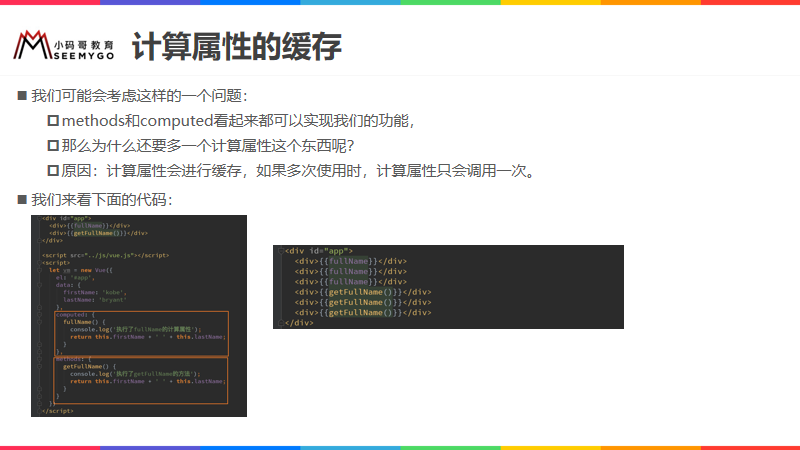 小码哥教育
SEEMYGO
计算属性的缓存
我们可能会考虑这样的一个问题：
methods和computed看起来都可以实现我们的功能，
那么为什么还要多一个计算属性这个东西呢？
原因：计算属性会进行缓存，如果多次使用时，计算属性只会调用一次。
我们来看下面的代码：
<div id="app">
<div>{{fullName}}</div>
<div>{{getFullName()}}</div>
</div>
<script src="../js/vue.js"></script>
<script>
let vm = new Vue({
el: '#app',
data: {
firstName: 'kobe',
lastName: 'bryant'
},
computed: {
fullName() {
console.log('执行了fullName的计算属性');
return this.firstName + ' ' + this.lastName;
}
},
methods: {
getFullName() {
console.log('执行了getFullName的方法');
return this.firstName + ' ' + this.lastName;
}
}
})
</script>
<div id="app">
<div>{{fullName}}</div>
<div>{{fullName}}</div>
<div>{{fullName}}</div>
<div>{{getFullName()}}</div>
<div>{{getFullName()}}</div>
<div>{{getFullName()}}</div>
</div>